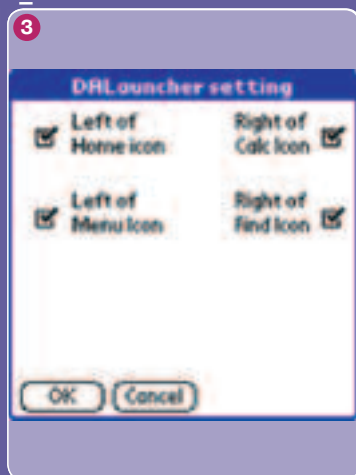 3
DALauncher setting
Left of
Home icon
Right of
Calc Icon
Left of
Menu Icon
Right of
Find Icon
OK
Cancel